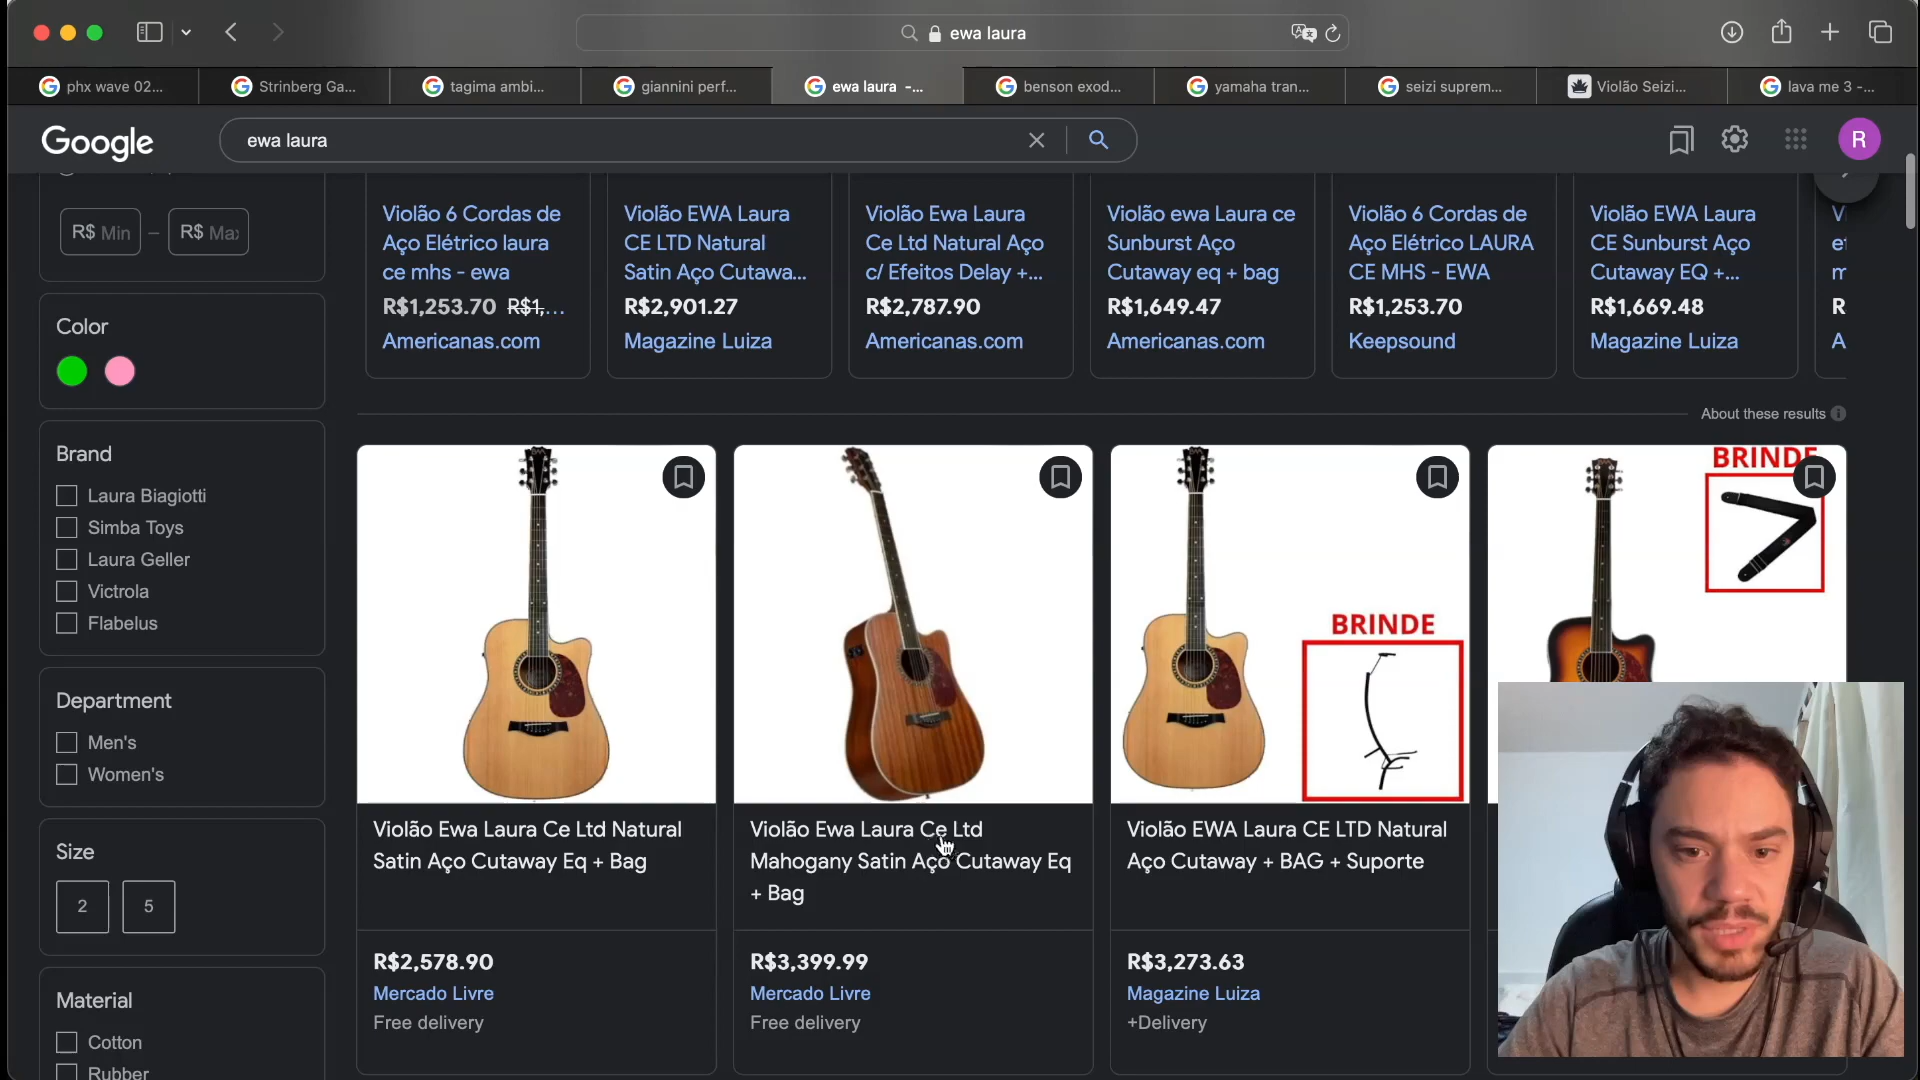 ewa laura
phx wave 02...
Strinberg Ga...
tagima ambi...
giannini perf...
ewa laura -...
benson exod...
yamaha tran...
seizi suprem...
Violão Seizi...
lava me 3 -...
Google
ewa laura
R
R$ Min – R$ Max
Color
Brand
Laura Biagiotti
Simba Toys
Laura Geller
Victrola
Flabelus
Department
Men's
Women's
Size
2
5
Material
Cotton
Rubber
Violão 6 Cordas de
Aço Elétrico laura
ce mhs - ewa
R$1,253.70 R$1,...
Americanas.com
Violão EWA Laura
CE LTD Natural
Satin Aço Cutawa...
R$2,901.27
Magazine Luiza
Violão Ewa Laura
Ce Ltd Natural Aço
c/ Efeitos Delay +...
R$2,787.90
Americanas.com
Violão ewa Laura ce
Sunburst Aço
Cutaway eq + bag
R$1,649.47
Americanas.com
Violão 6 Cordas de
Aço Elétrico LAURA
CE MHS - EWA
R$1,253.70
Keepsound
Violão EWA Laura
CE Sunburst Aço
Cutaway EQ +...
R$1,669.48
Magazine Luiza
About these results
BRINDE
BRINDE
Violão Ewa Laura Ce Ltd Natural
Satin Aço Cutaway Eq + Bag
R$2,578.90
Mercado Livre
Free delivery
Violão Ewa Laura Ce Ltd
Mahogany Satin Aço Cutaway Eq
+ Bag
R$3,399.99
Mercado Livre
Free delivery
Violão EWA Laura CE LTD Natural
Aço Cutaway + BAG + Suporte
R$3,273.63
Magazine Luiza
+Delivery